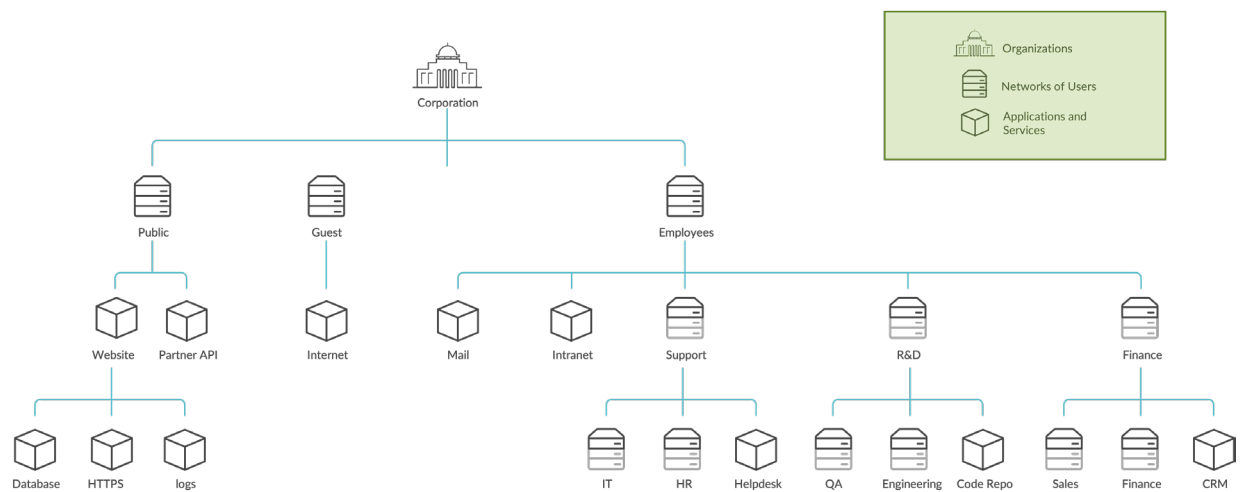 Organizations
Networks of Users
Applications and
Services
Corporation
Public
Guest
Employees
Website
Partner API
Internet
Mail
Intranet
Support
R&D
Finance
Database
HTTPS
logs
IT
HR
Helpdesk
QA
Engineering
Code Repo
Sales
Finance
CRM